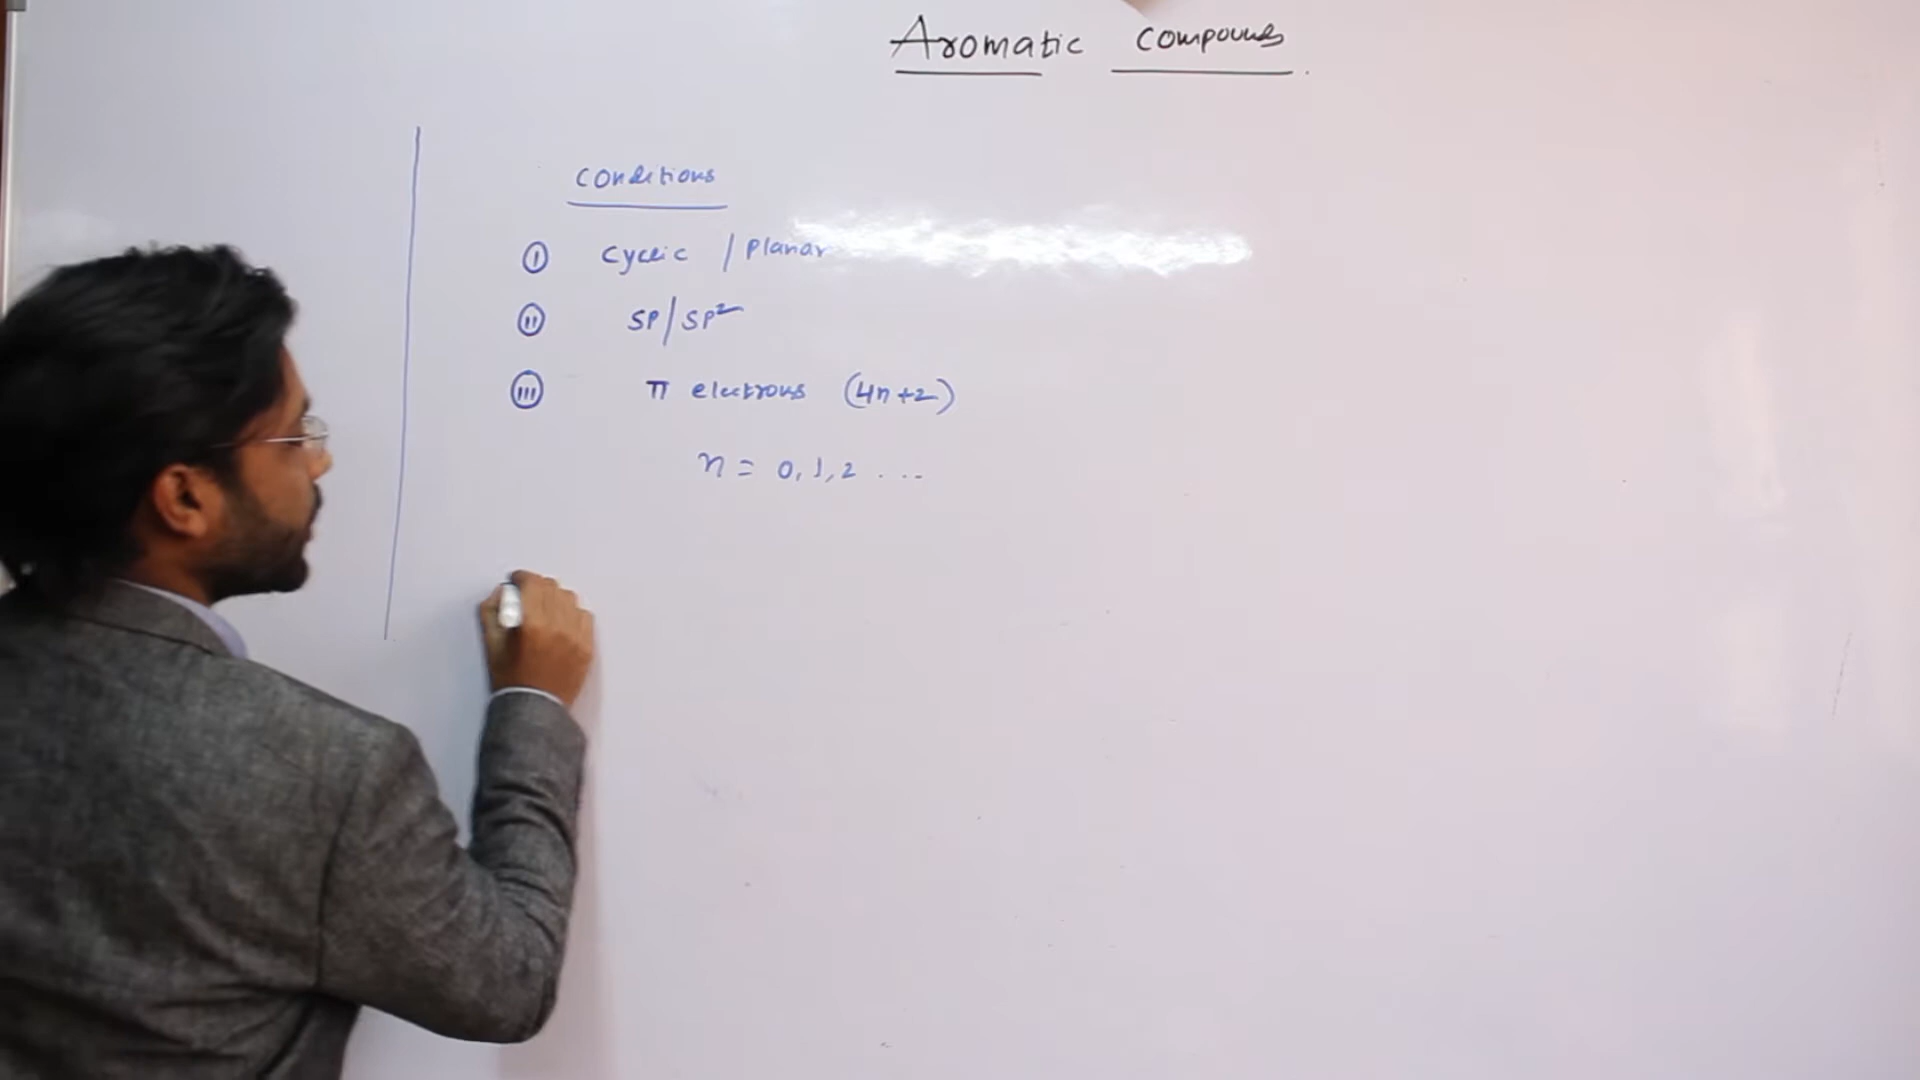 Aromatic compounds
conditions
(i) cyclic / planar
(ii) SP/SP²
(iii) π electrons (4n+2)
n = 0, 1, 2 ....